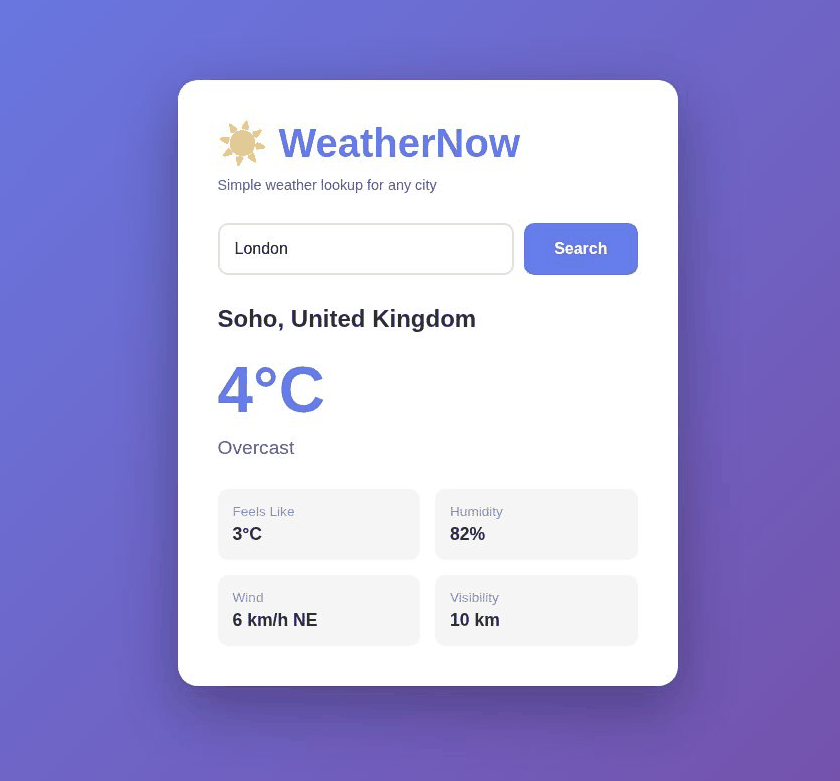 WeatherNow
Simple weather lookup for any city
London
Search
Soho, United Kingdom
4°C
Overcast
Feels Like
3°C
Humidity
82%
Wind
6 km/h NE
Visibility
10 km